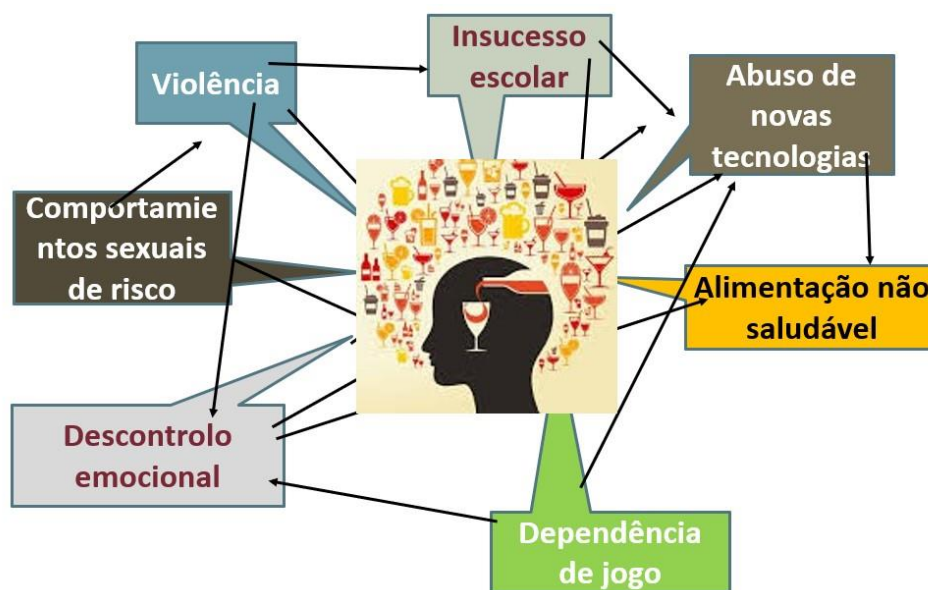 Insucesso
escolar
Violência
Abuso de
novas
tecnologias
Comportamie
ntos sexuais
de risco
Alimentação não
saludável
Descontrolo
emocional
Dependência
de jogo